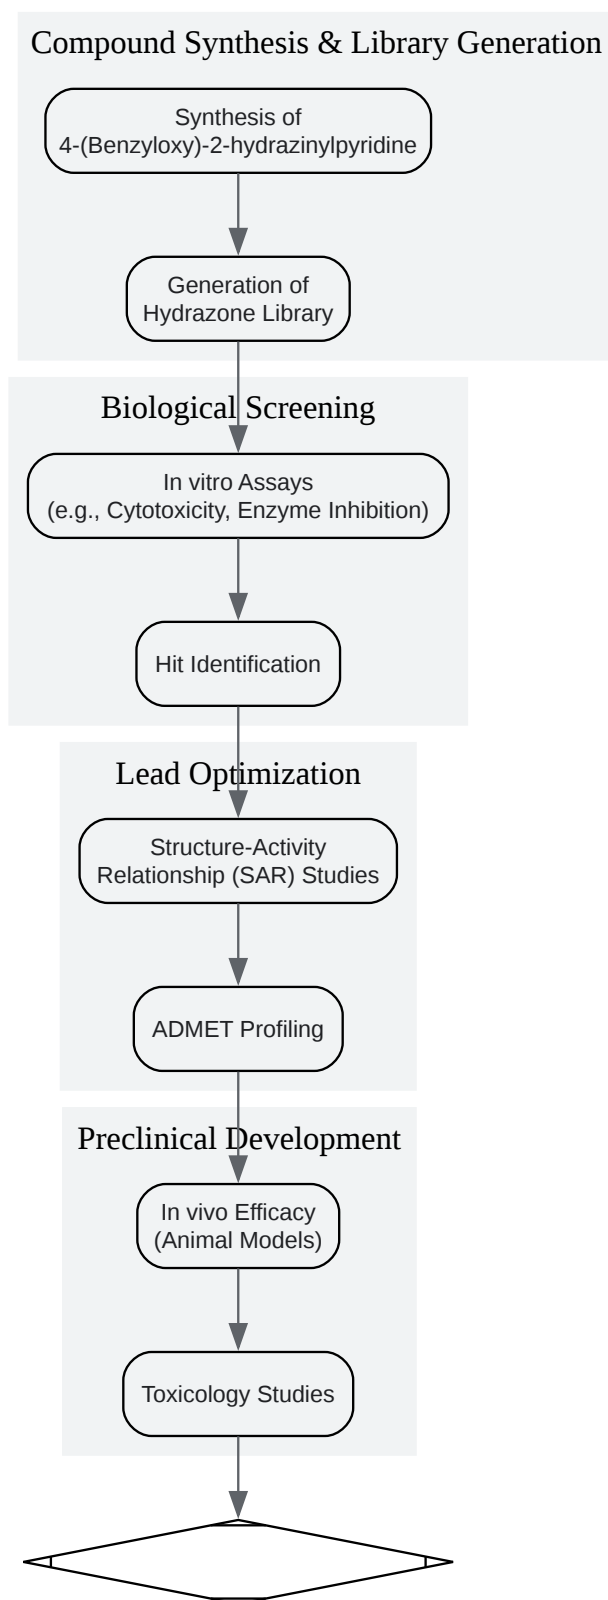 Compound Synthesis & Library Generation
Synthesis of
4-(Benzyloxy)-2-hydrazinylpyridine
Generation of
Hydrazone Library
Biological Screening
In vitro Assays
(e.g., Cytotoxicity, Enzyme Inhibition)
Hit Identification
Lead Optimization
Structure-Activity
Relationship (SAR) Studies
ADMET Profiling
Preclinical Development
In vivo Efficacy
(Animal Models)
Toxicology Studies